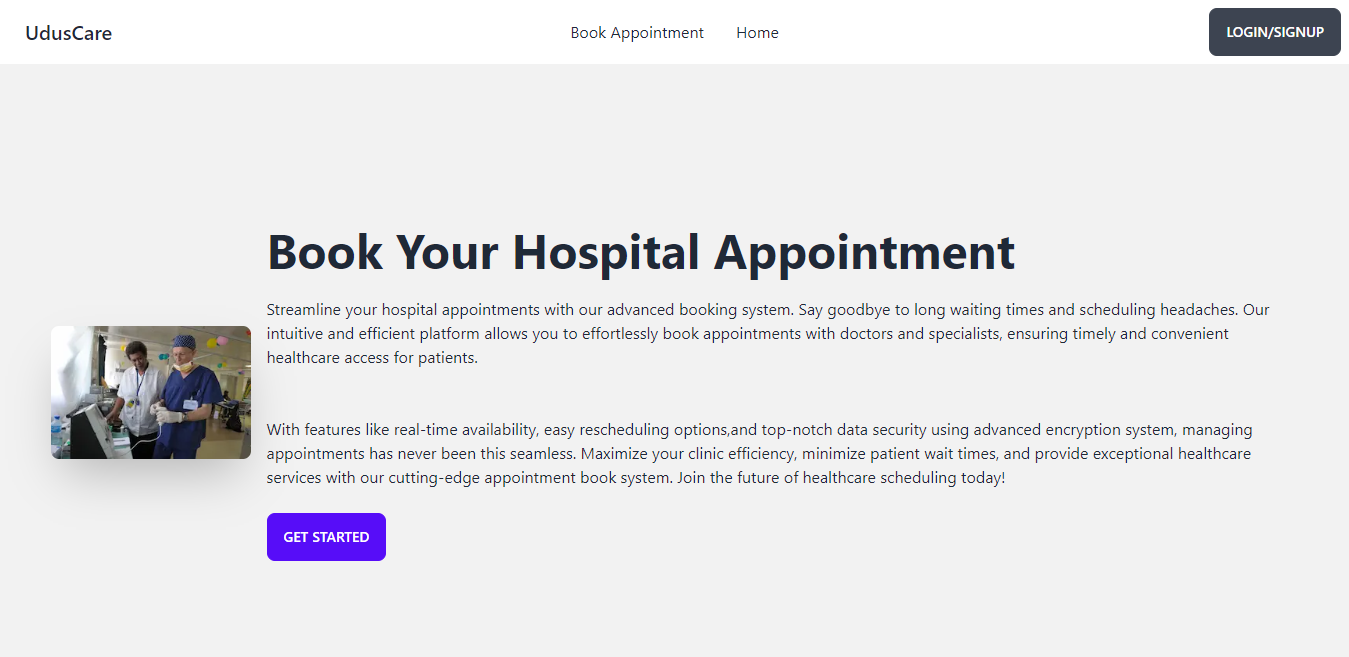 UdusCare
Book Appointment
Home
LOGIN/SIGNUP
Book Your Hospital Appointment
Streamline your hospital appointments with our advanced booking system. Say goodbye to long waiting times and scheduling headaches. Our
intuitive and efficient platform allows you to effortlessly book appointments with doctors and specialists, ensuring timely and convenient
healthcare access for patients.
With features like real-time availability, easy rescheduling options,and top-notch data security using advanced encryption system, managing
appointments has never been this seamless. Maximize your clinic efficiency, minimize patient wait times, and provide exceptional healthcare
services with our cutting-edge appointment book system. Join the future of healthcare scheduling today!
GET STARTED